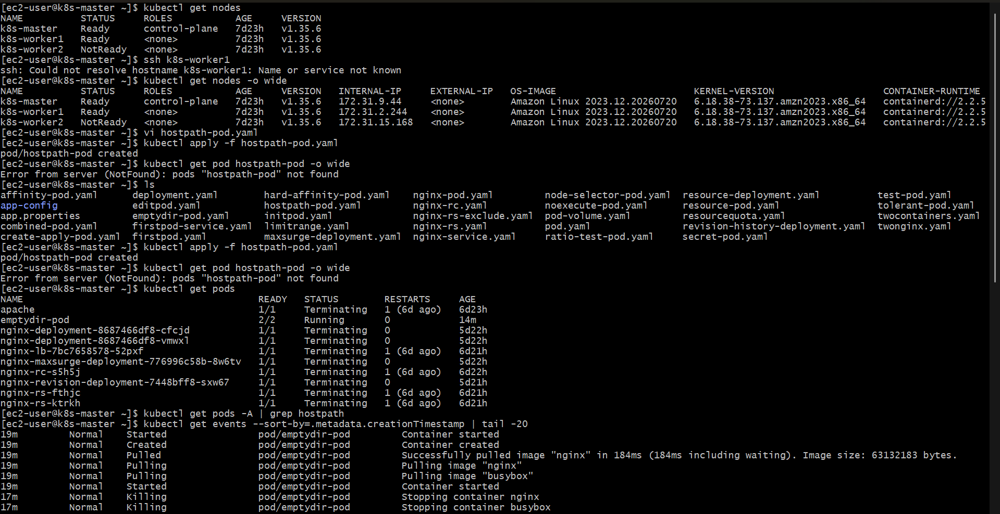 [ec2-user@k8s-master ~]$ kubectl get nodes
NAME          STATUS     ROLES           AGE     VERSION
k8s-master    Ready      control-plane   7d23h   v1.35.6
k8s-worker1   Ready      <none>          7d23h   v1.35.6
k8s-worker2   NotReady   <none>          7d23h   v1.35.6
[ec2-user@k8s-master ~]$ ssh k8s-worker1
ssh: Could not resolve hostname k8s-worker1: Name or service not known
[ec2-user@k8s-master ~]$ kubectl get nodes -o wide
NAME          STATUS     ROLES           AGE     VERSION   INTERNAL-IP     EXTERNAL-IP   OS-IMAGE                        KERNEL-VERSION                   CONTAINER-RUNTIME
k8s-master    Ready      control-plane   7d23h   v1.35.6   172.31.9.44     <none>        Amazon Linux 2023.12.20260720   6.18.38-73.137.amzn2023.x86_64   containerd://2.2.5
k8s-worker1   Ready      <none>          7d23h   v1.35.6   172.31.2.244    <none>        Amazon Linux 2023.12.20260720   6.18.38-73.137.amzn2023.x86_64   containerd://2.2.5
k8s-worker2   NotReady   <none>          7d23h   v1.35.6   172.31.15.168   <none>        Amazon Linux 2023.12.20260720   6.18.38-73.137.amzn2023.x86_64   containerd://2.2.5
[ec2-user@k8s-master ~]$ vi hostpath-pod.yaml
[ec2-user@k8s-master ~]$ kubectl apply -f hostpath-pod.yaml
pod/hostpath-pod created
[ec2-user@k8s-master ~]$ kubectl get pod hostpath-pod -o wide
Error from server (NotFound): pods "hostpath-pod" not found
[ec2-user@k8s-master ~]$ ls
affinity-pod.yaml      deployment.yaml        hard-affinity-pod.yaml    nginx-pod.yaml         node-selector-pod.yaml  resource-deployment.yaml          test-pod.yaml
app-config             editpod.yaml           hostpath-pod.yaml         nginx-rc.yaml          noexecute-pod.yaml      resource-pod.yaml                 tolerant-pod.yaml
app.properties         emptydir-pod.yaml      initpod.yaml              nginx-rs-exclude.yaml  pod-volume.yaml         resourcequota.yaml                twocontainers.yaml
combined-pod.yaml      firstpod-service.yaml  limitrange.yaml           nginx-rs.yaml          pod.yaml                revision-history-deployment.yaml  twonginx.yaml
create-apply-pod.yaml  firstpod.yaml          maxsurge-deployment.yaml  nginx-service.yaml     ratio-test-pod.yaml     secret-pod.yaml
[ec2-user@k8s-master ~]$ kubectl apply -f hostpath-pod.yaml
pod/hostpath-pod created
[ec2-user@k8s-master ~]$ kubectl get pod hostpath-pod -o wide
Error from server (NotFound): pods "hostpath-pod" not found
[ec2-user@k8s-master ~]$ kubectl get pods
NAME                                         READY   STATUS        RESTARTS     AGE
apache                                       1/1     Terminating   1 (6d ago)   6d23h
emptydir-pod                                 2/2     Running       0            14m
nginx-deployment-8687466df8-cfcjd            1/1     Terminating   0            5d22h
nginx-deployment-8687466df8-vmwxl            1/1     Terminating   0            5d22h
nginx-lb-7bc7658578-52pxf                    1/1     Terminating   1 (6d ago)   6d21h
nginx-maxsurge-deployment-776996c58b-8w6tv   1/1     Terminating   0            5d22h
nginx-rc-s5h5j                               1/1     Terminating   1 (6d ago)   6d22h
nginx-revision-deployment-7448bff8-sxw67     1/1     Terminating   0            5d21h
nginx-rs-fthjc                               1/1     Terminating   1 (6d ago)   6d21h
nginx-rs-ktrkh                               1/1     Terminating   1 (6d ago)   6d21h
[ec2-user@k8s-master ~]$ kubectl get pods -A | grep hostpath
[ec2-user@k8s-master ~]$ kubectl get events --sort-by=.metadata.creationTimestamp | tail -20
19m         Normal    Started                pod/emptydir-pod         Container started
19m         Normal    Created                pod/emptydir-pod         Container created
19m         Normal    Pulled                 pod/emptydir-pod         Successfully pulled image "nginx" in 184ms (184ms including waiting). Image size: 63132183 bytes.
19m         Normal    Pulling                pod/emptydir-pod         Pulling image "nginx"
19m         Normal    Pulling                pod/emptydir-pod         Pulling image "busybox"
19m         Normal    Started                pod/emptydir-pod         Container started
17m         Normal    Killing                pod/emptydir-pod         Stopping container nginx
17m         Normal    Killing                pod/emptydir-pod         Stopping container busybox